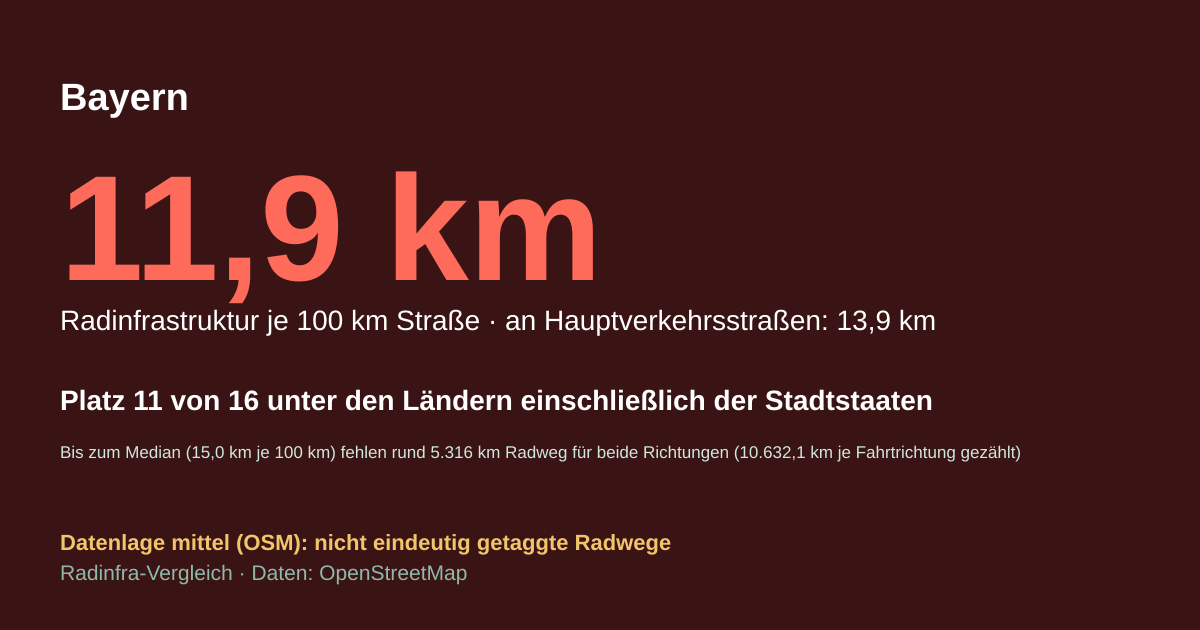 Bayern
11,9 km
Radinfrastruktur je 100 km Straße · an Hauptverkehrsstraßen: 13,9 km
Platz 11 von 16 unter den Ländern einschließlich der Stadtstaaten
Bis zum Median (15,0 km je 100 km) fehlen rund 5.316 km Radweg für beide Richtungen (10.632,1 km je Fahrtrichtung gezählt)
Datenlage mittel (OSM): nicht eindeutig getaggte Radwege
Radinfra-Vergleich · Daten: OpenStreetMap